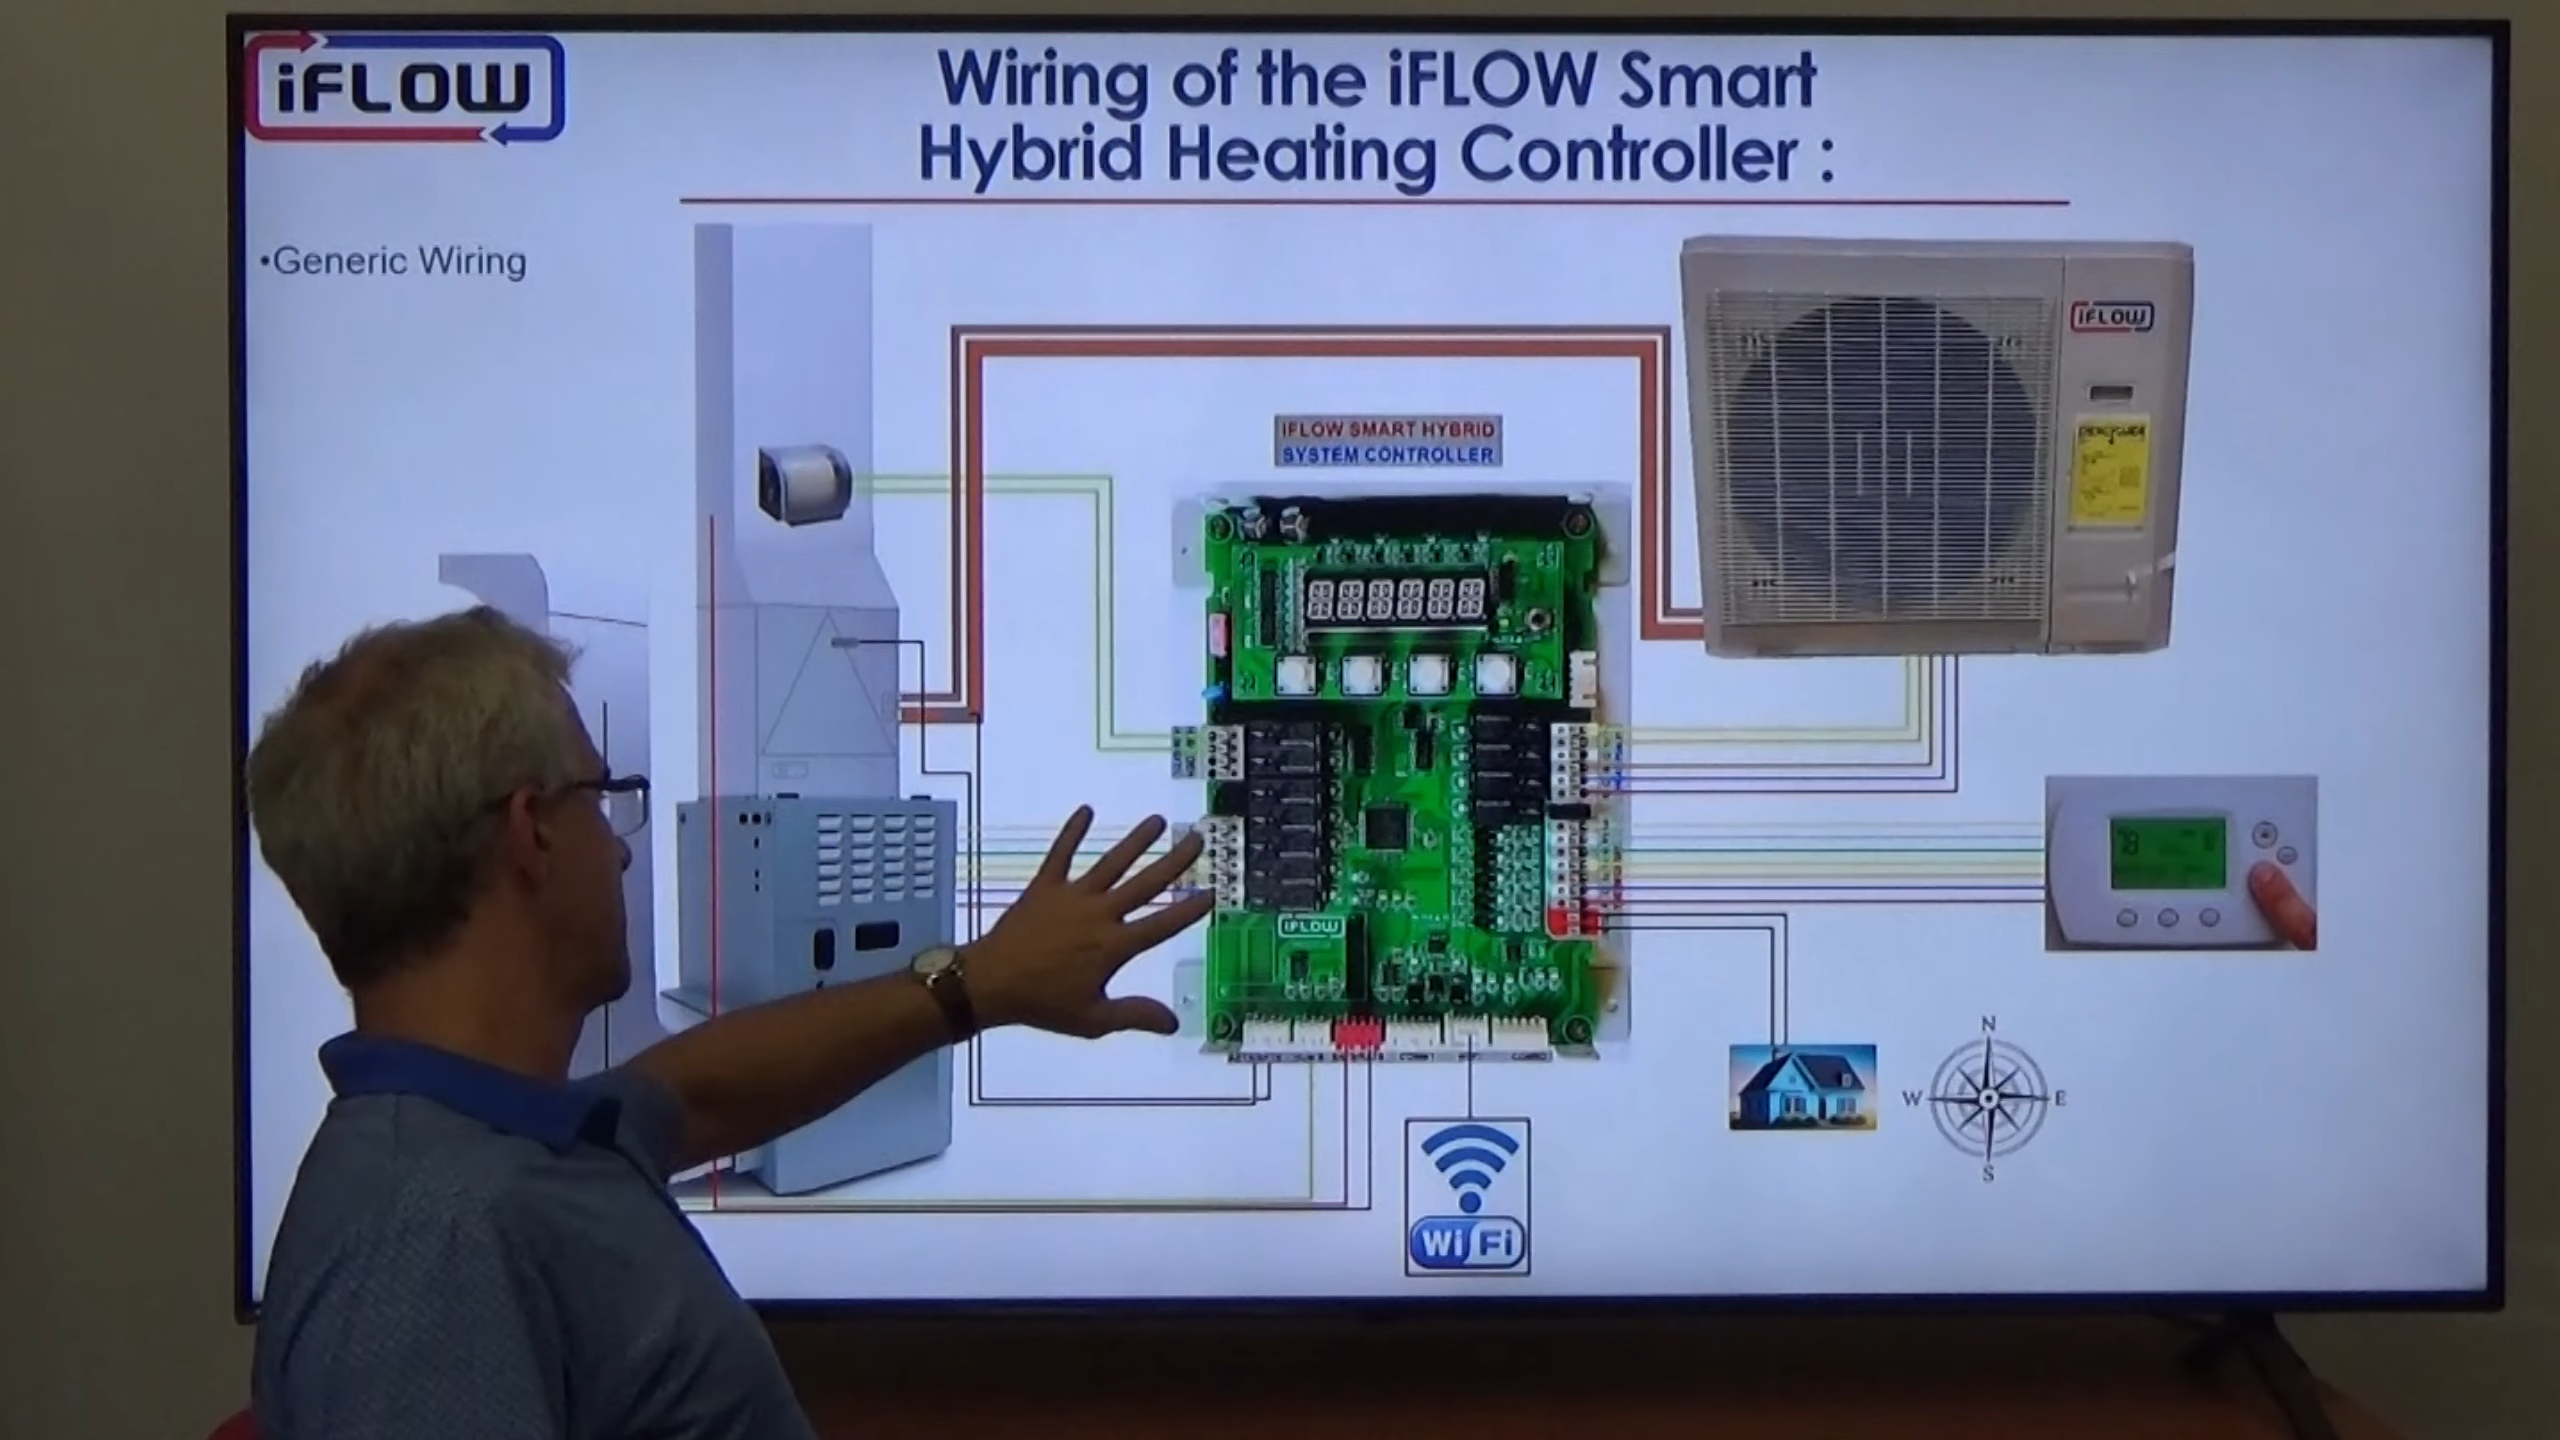 iFLOW
Wiring of the iFLOW Smart
Hybrid Heating Controller :
•Generic Wiring
iFLOW
IFLOW SMART HYBRID
SYSTEM CONTROLLER
iFLOW
N
W
E
S
WiFi